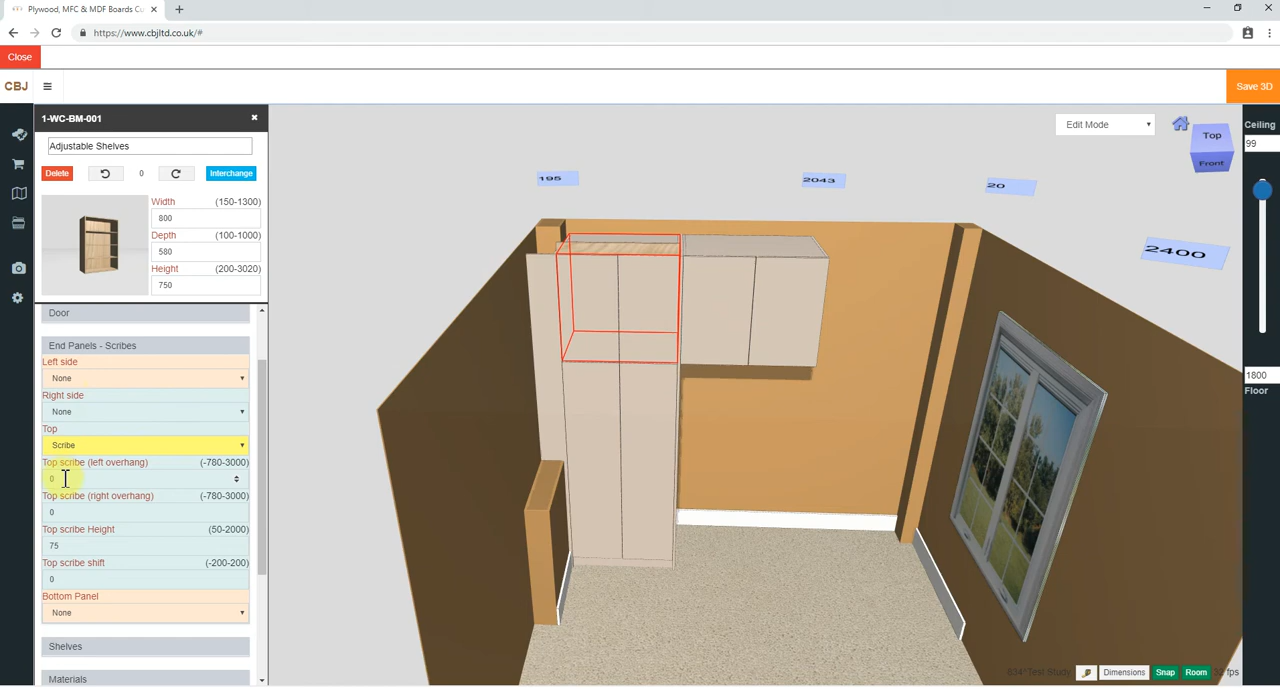 Plywood, MFC & MDF Boards Cu
https://www.cbjltd.co.uk/#
Close
CBJ
Save 3D
1-WC-BM-001
Adjustable Shelves
Delete
0
Interchange
Width (150-1300)
800
Depth (100-1000)
580
Height (200-3020)
750
Door
End Panels - Scribes
Left side
None
Right side
None
Top
Scribe
Top scribe (left overhang) (-780-3000)
0
Top scribe (right overhang) (-780-3000)
0
Top scribe Height (50-2000)
75
Top scribe shift (-200-200)
0
Bottom Panel
None
Shelves
Materials
195
2043
20
2400
Edit Mode
Top
Front
Ceiling
99
1800
Floor
Test Study
Dimensions
Snap
Room
fps